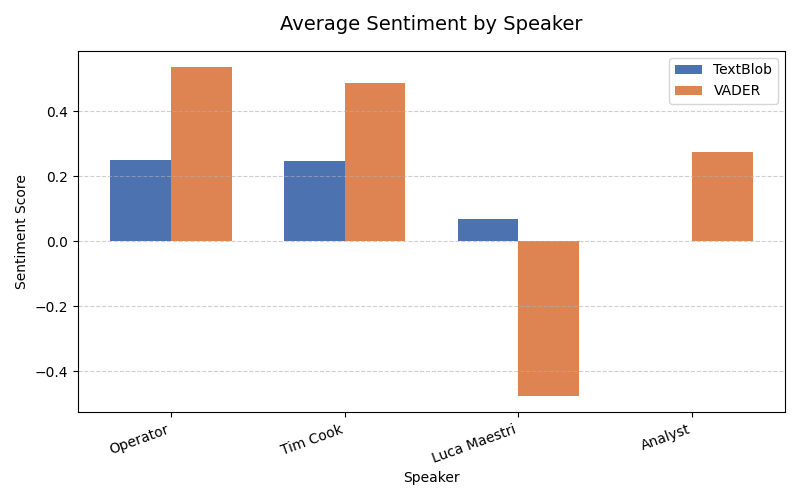 Average Sentiment by Speaker
TextBlob
VADER
Sentiment Score
0.4
0.2
0.0
−0.2
−0.4
Operator
Tim Cook
Luca Maestri
Analyst
Speaker